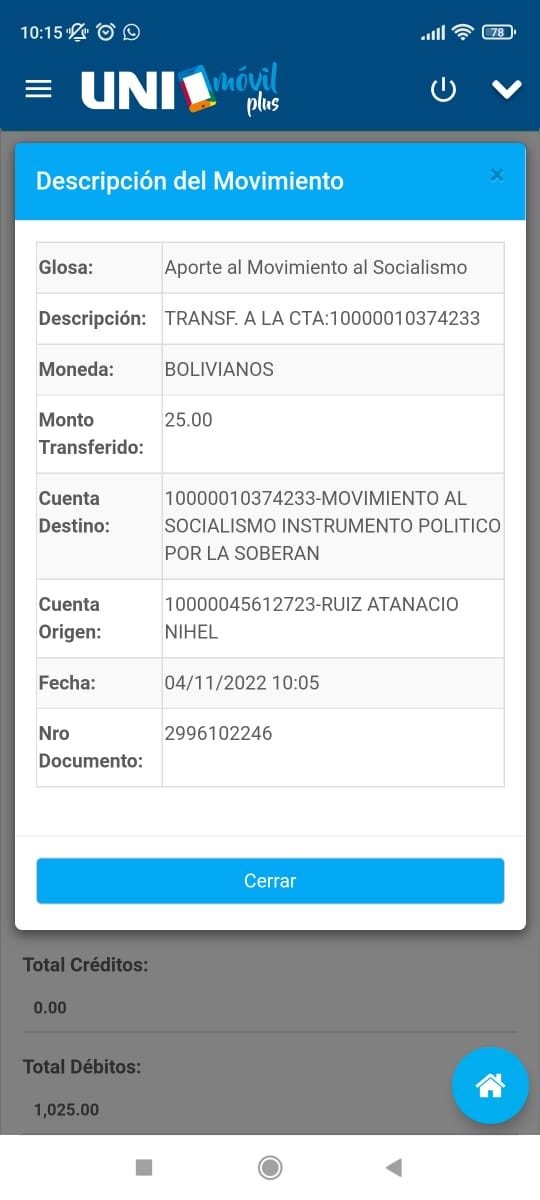 10:15
78
UNI móvil
plus
Descripción del Movimiento
×
Glosa: Aporte al Movimiento al Socialismo
Descripción: TRANSF. A LA CTA:10000010374233
Moneda: BOLIVIANOS
Monto Transferido: 25.00
Cuenta Destino: 10000010374233-MOVIMIENTO AL
SOCIALISMO INSTRUMENTO POLITICO
POR LA SOBERAN
Cuenta Origen: 10000045612723-RUIZ ATANACIO
NIHEL
Fecha: 04/11/2022 10:05
Nro Documento: 2996102246
Cerrar
Total Créditos:
0.00
Total Débitos:
1,025.00